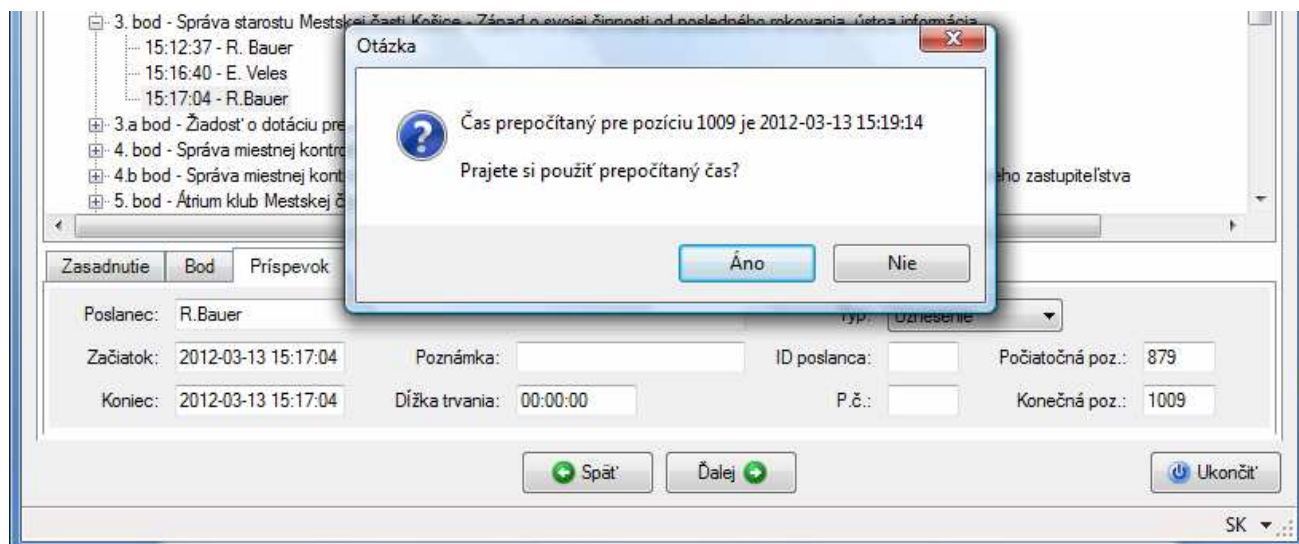 3. bod - Správa starostu Mestskej časti Košice - Západ o svojej činnosti od posledného rokovania, ústna informácia
15:12:37 - R. Bauer
15:16:40 - E. Veles
15:17:04 - R.Bauer
3.a bod - Žiadosť o dotáciu pre
4. bod - Správa miestnej kontro
4.b bod - Správa miestnej kont
eho zastupiteľstva
5. bod - Átrium klub Mestskej č
Otázka
Čas prepočítaný pre pozíciu 1009 je 2012-03-13 15:19:14
Prajete si použiť prepočítaný čas?
Áno
Nie
Zasadnutie
Bod
Príspevok
Poslanec: R.Bauer
Typ: Uznesenie
Začiatok: 2012-03-13 15:17:04 Poznámka: ID poslanca: Počiatočná poz.: 879
Koniec: 2012-03-13 15:17:04 Dĺžka trvania: 00:00:00 P.č.: Konečná poz.: 1009
Späť Ďalej Ukončiť
SK